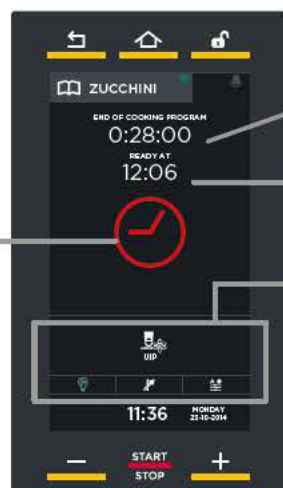 ZUCCHINI
END OF COOKING PROGRAM
0:28:00
READY AT
12:06
UIP
11:36
MONDAY
23-10-2014
START
STOP